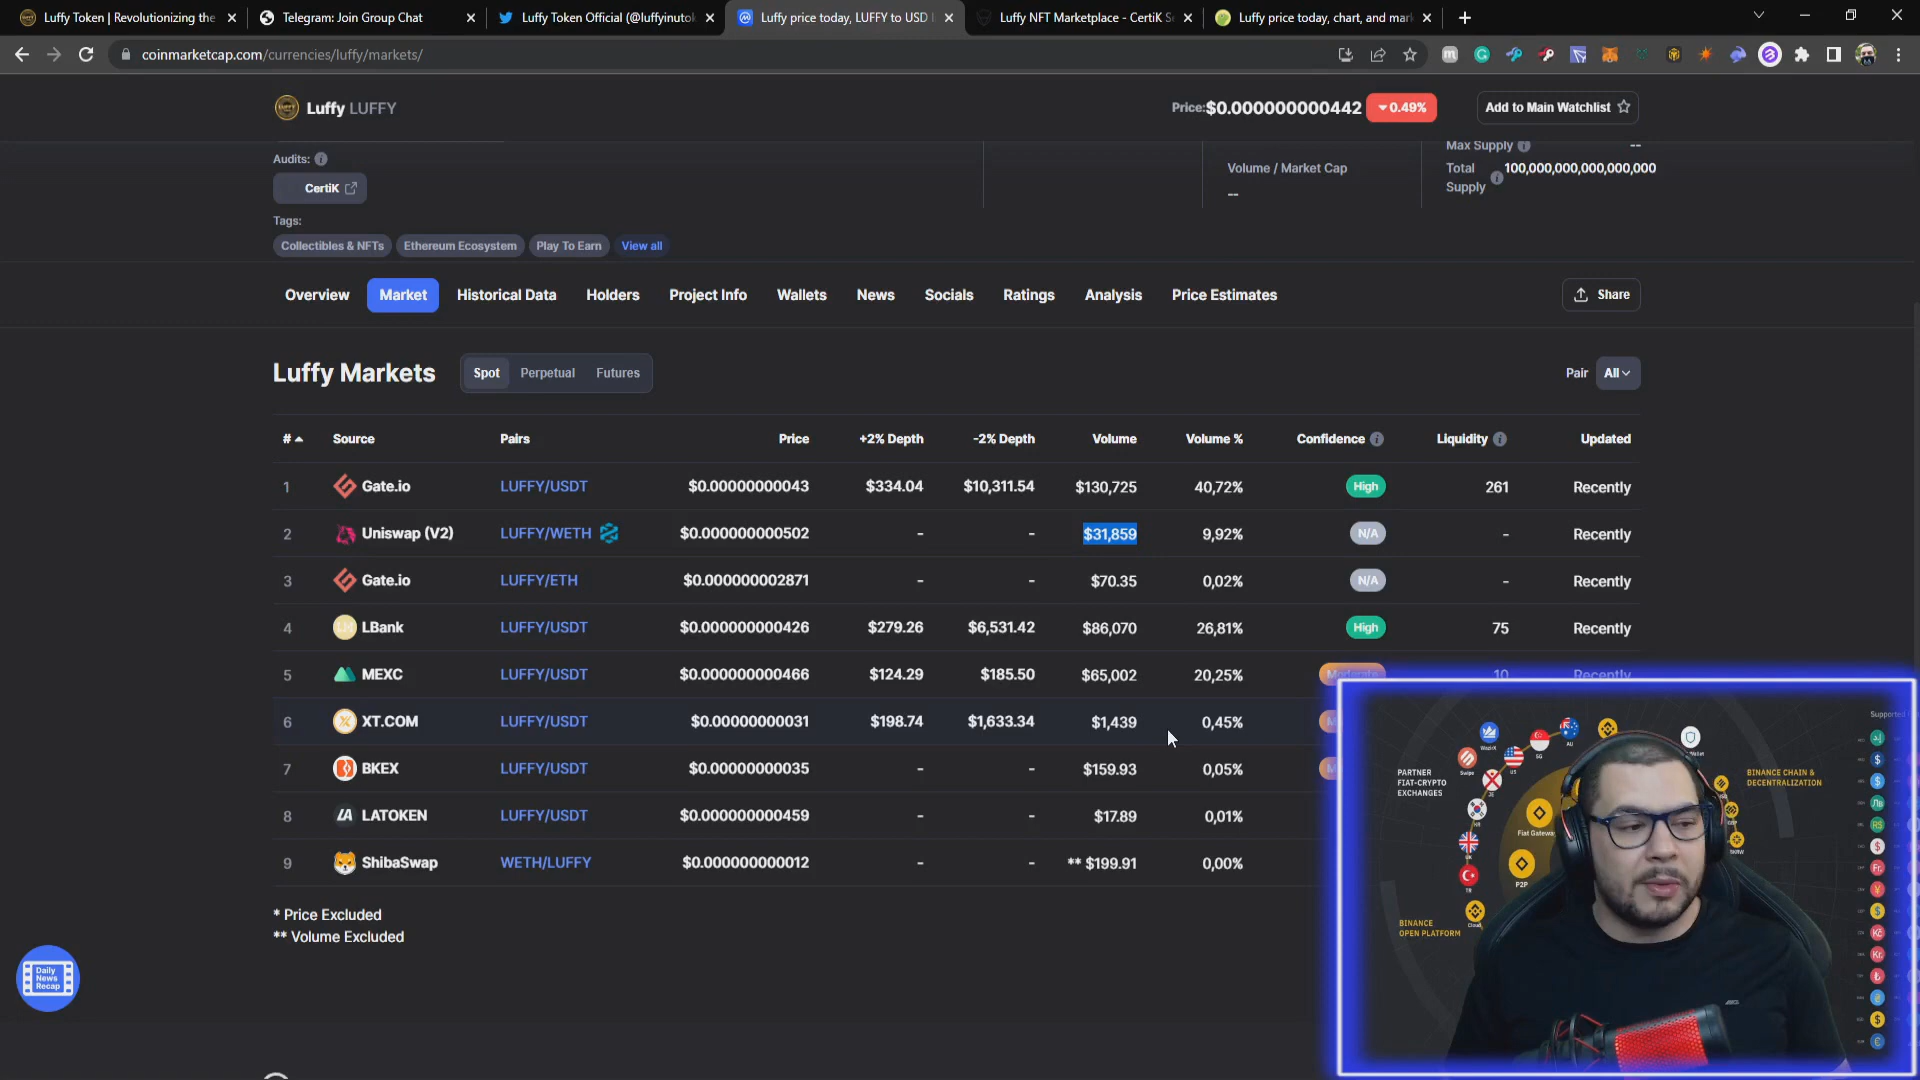 Luffy Token | Revolutionizing the
Telegram: Join Group Chat
Luffy Token Official (@luffyinutok
Luffy price today, LUFFY to USD l
Luffy NFT Marketplace - CertiK Se
Luffy price today, chart, and mar
coinmarketcap.com/currencies/luffy/markets/
Luffy LUFFY
Price:$0.000000000442
0.49%
Add to Main Watchlist
Audits:
CertiK
Volume / Market Cap
--
Max Supply
--
Total Supply
100,000,000,000,000,000
Tags:
Collectibles & NFTs
Ethereum Ecosystem
Play To Earn
View all
Overview
Market
Historical Data
Holders
Project Info
Wallets
News
Socials
Ratings
Analysis
Price Estimates
Share
Luffy Markets
Spot
Perpetual
Futures
Pair
All
# Source Pairs Price +2% Depth -2% Depth Volume Volume % Confidence Liquidity Updated
1 Gate.io LUFFY/USDT $0.00000000043 $334.04 $10,311.54 $130,725 40,72% High 261 Recently
2 Uniswap (V2) LUFFY/WETH $0.000000000502 - - $31,859 9,92% N/A - Recently
3 Gate.io LUFFY/ETH $0.000000002871 - - $70.35 0,02% N/A - Recently
4 LBank LUFFY/USDT $0.000000000426 $279.26 $6,531.42 $86,070 26,81% High 75 Recently
5 MEXC LUFFY/USDT $0.000000000466 $124.29 $185.50 $65,002 20,25% Moderate 10 Recently
6 XT.COM LUFFY/USDT $0.00000000031 $198.74 $1,633.34 $1,439 0,45% M
7 BKEX LUFFY/USDT $0.00000000035 - - $159.93 0,05% M
8 LATOKEN LUFFY/USDT $0.000000000459 - - $17.89 0,01%
9 ShibaSwap WETH/LUFFY $0.000000000012 - - ** $199.91 0,00%
* Price Excluded
** Volume Excluded
Daily
News
Recap
Supported
PARTNER
FIAT-CRYPTO
EXCHANGES
BINANCE CHAIN &
DECENTRALIZATION
Fiat Gateway
P2P
Cloud
BINANCE
OPEN PLATFORM